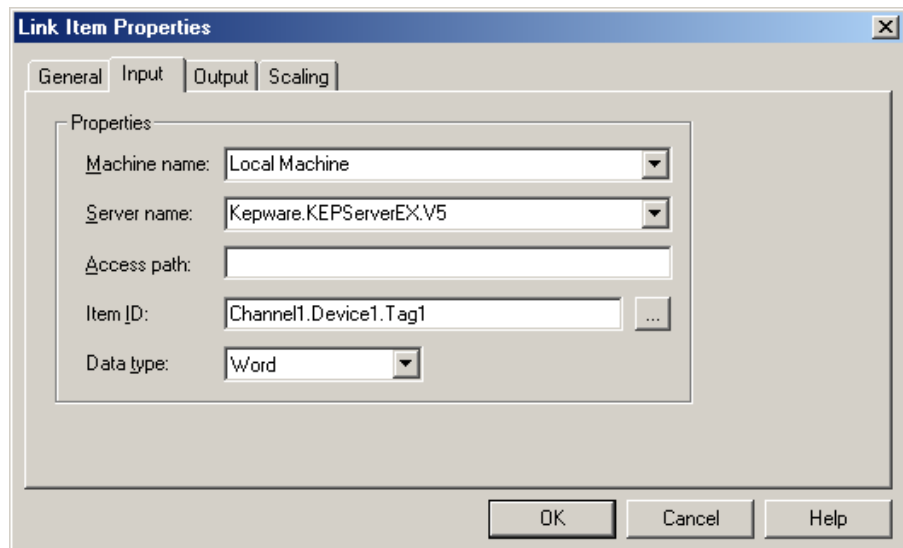 Link Item Properties
General Input Output Scaling
Properties
Machine name: Local Machine
Server name: Kepware.KEPServerEX.V5
Access path:
Item ID: Channel1.Device1.Tag1 ...
Data type: Word
OK Cancel Help